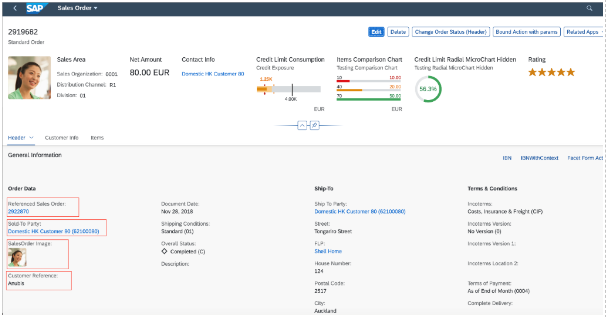 SAP Sales Order
2919682
Standard Order
Edit Delete Change Order Status (Header) Bound Action with params Related Apps
Sales Area
Sales Organization: 0001
Distribution Channel: R1
Division: 01
Net Amount
80.00 EUR
Contact Info
Domestic HK Customer 80
Credit Limit Consumption
Credit Exposure
1.25K
4.80K
EUR
Items Comparison Chart
Testing Comparison Chart
10 10.00
40 20.00
70 50.00
EUR
Credit Limit Radial MicroChart Hidden
Testing Radial MicroChart Hidden
56.3%
Rating
Header Customer Info Items
General Information
IBN IBNWithContext Facet Form Act
Order Data
Referenced Sales Order:
2922870
Sold-To Party:
Domestic HK Customer 80 (62100080)
SalesOrder Image:
Customer Reference:
Anubis
Document Date:
Nov 28, 2018
Shipping Conditions:
Standard (01)
Overall Status:
Completed (C)
Description:
Ship-To
Ship To Party:
Domestic HK Customer 80 (62100080)
Street:
Tongariro Street
FLP:
Shell Home
House Number:
124
Postal Code:
2517
City:
Auckland
Terms & Conditions
Incoterms:
Costs, Insurance & Freight (CIF)
Incoterms Version:
No Version (0)
Incoterms Version 1:
Incoterms Location 2:
Terms of Payment:
As of End of Month (0004)
Complete Delivery: